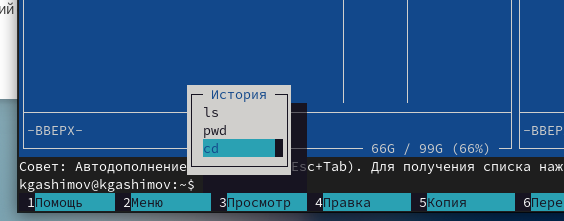 ий
История
ls
pwd
cd
-ВВЕРХ-
66G / 99G (66%)
-ВВЕР
Совет: Автодополнение Esc+Tab). Для получения списка наж
kgashimov@kgashimov:~$
1Помощь 2Меню 3Просмотр 4Правка 5Копия 6Пере